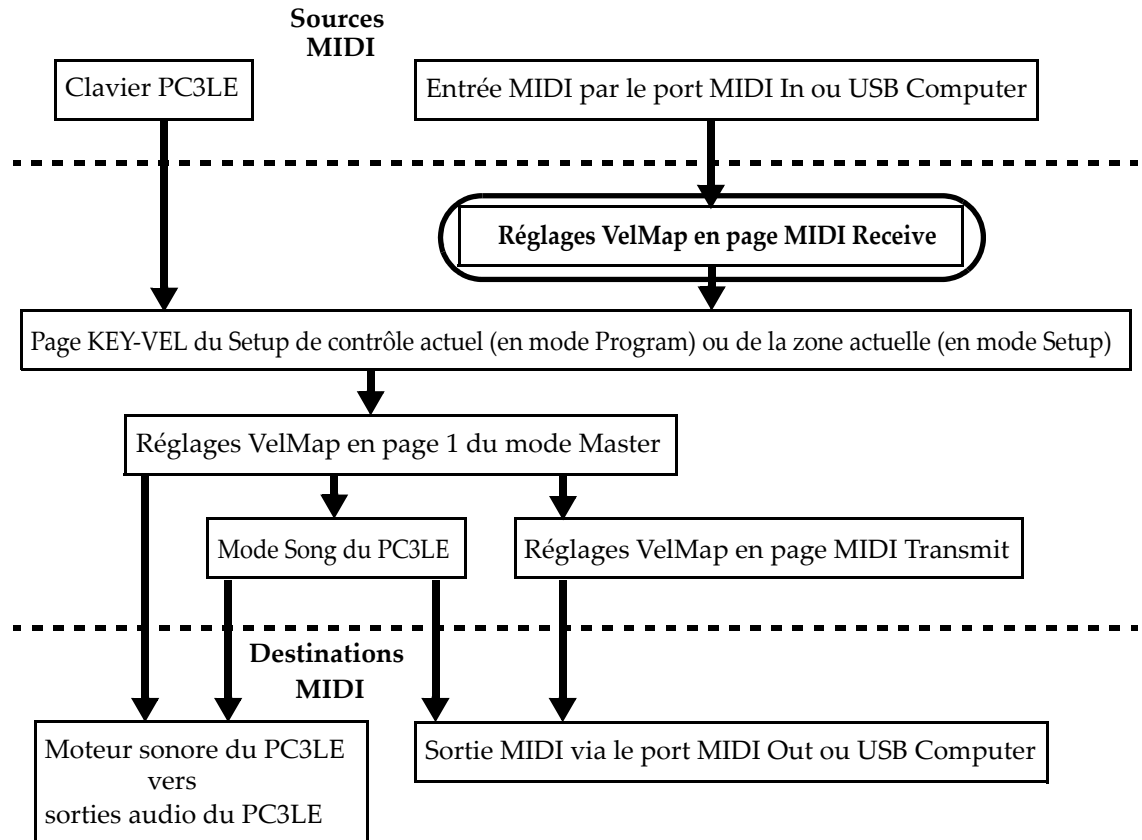 Sources
MIDI
Clavier PC3LE
Entrée MIDI par le port MIDI In ou USB Computer
Réglages VelMap en page MIDI Receive
Page KEY-VEL du Setup de contrôle actuel (en mode Program) ou de la zone actuelle (en mode Setup)
Réglages VelMap en page 1 du mode Master
Mode Song du PC3LE
Réglages VelMap en page MIDI Transmit
Destinations
MIDI
Moteur sonore du PC3LE
vers
sorties audio du PC3LE
Sortie MIDI via le port MIDI Out ou USB Computer